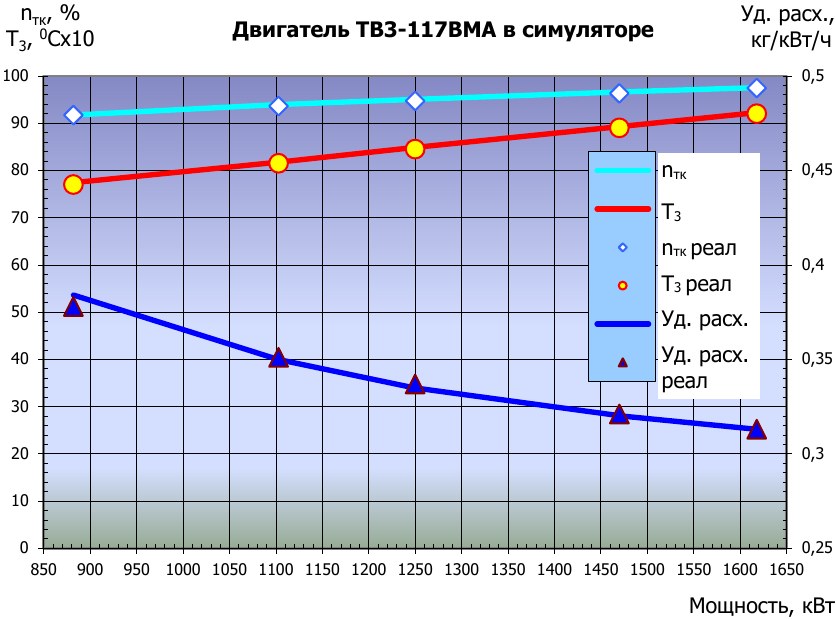 nтк, %
T3, 0Cx10
Двигатель ТВ3-117ВМА в симуляторе
Уд. расх.,
кг/кВт/ч
100
90
80
70
60
50
40
30
20
10
0
0,5
0,45
0,4
0,35
0,3
0,25
nтк
T3
nтк реал
T3 реал
Уд. расх.
Уд. расх.
реал
850 900 950 1000 1050 1100 1150 1200 1250 1300 1350 1400 1450 1500 1550 1600 1650
Мощность, кВт